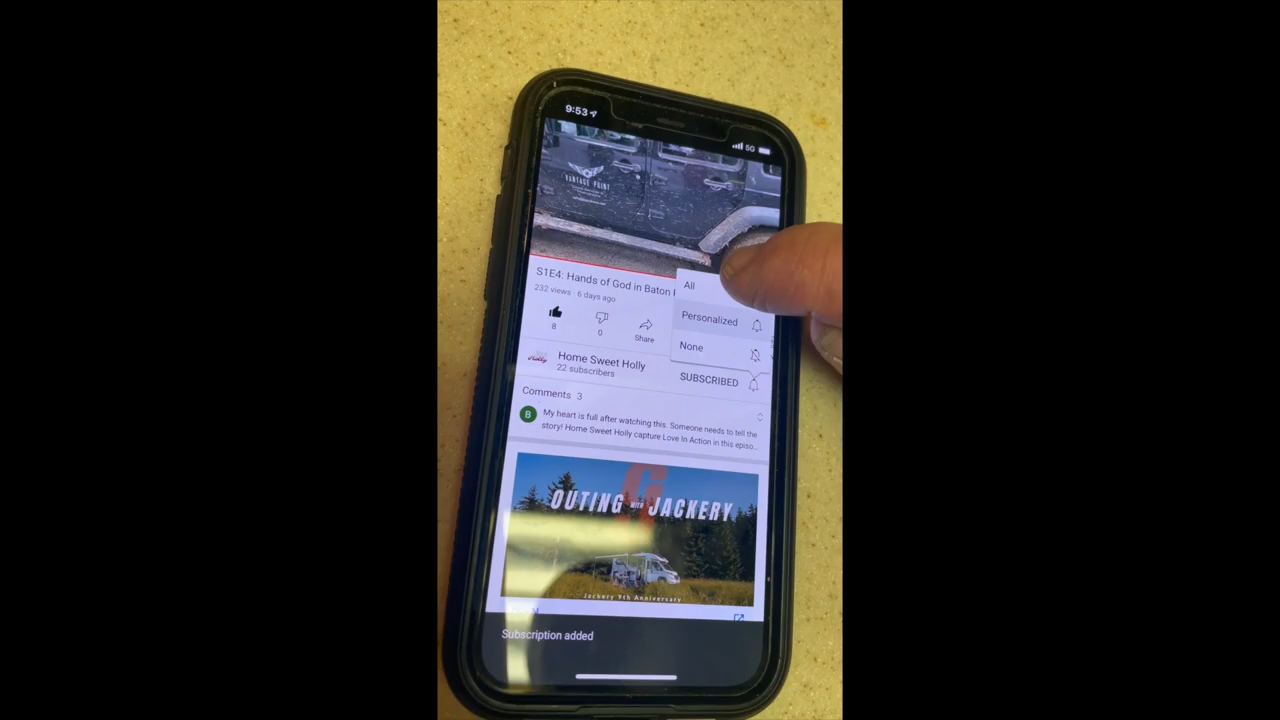 9:53
5G
VANTAGE POINT
S1E4: Hands of God in Baton
232 views · 6 days ago
All
Personalized
None
8
0
Share
Home Sweet Holly
22 subscribers
SUBSCRIBED
Comments 3
B
My heart is full after watching this. Someone needs to tell the
story! Home Sweet Holly capture Love In Action in this episo...
OUTING WITH JACKERY
Jackery 9th Anniversary
Subscription added